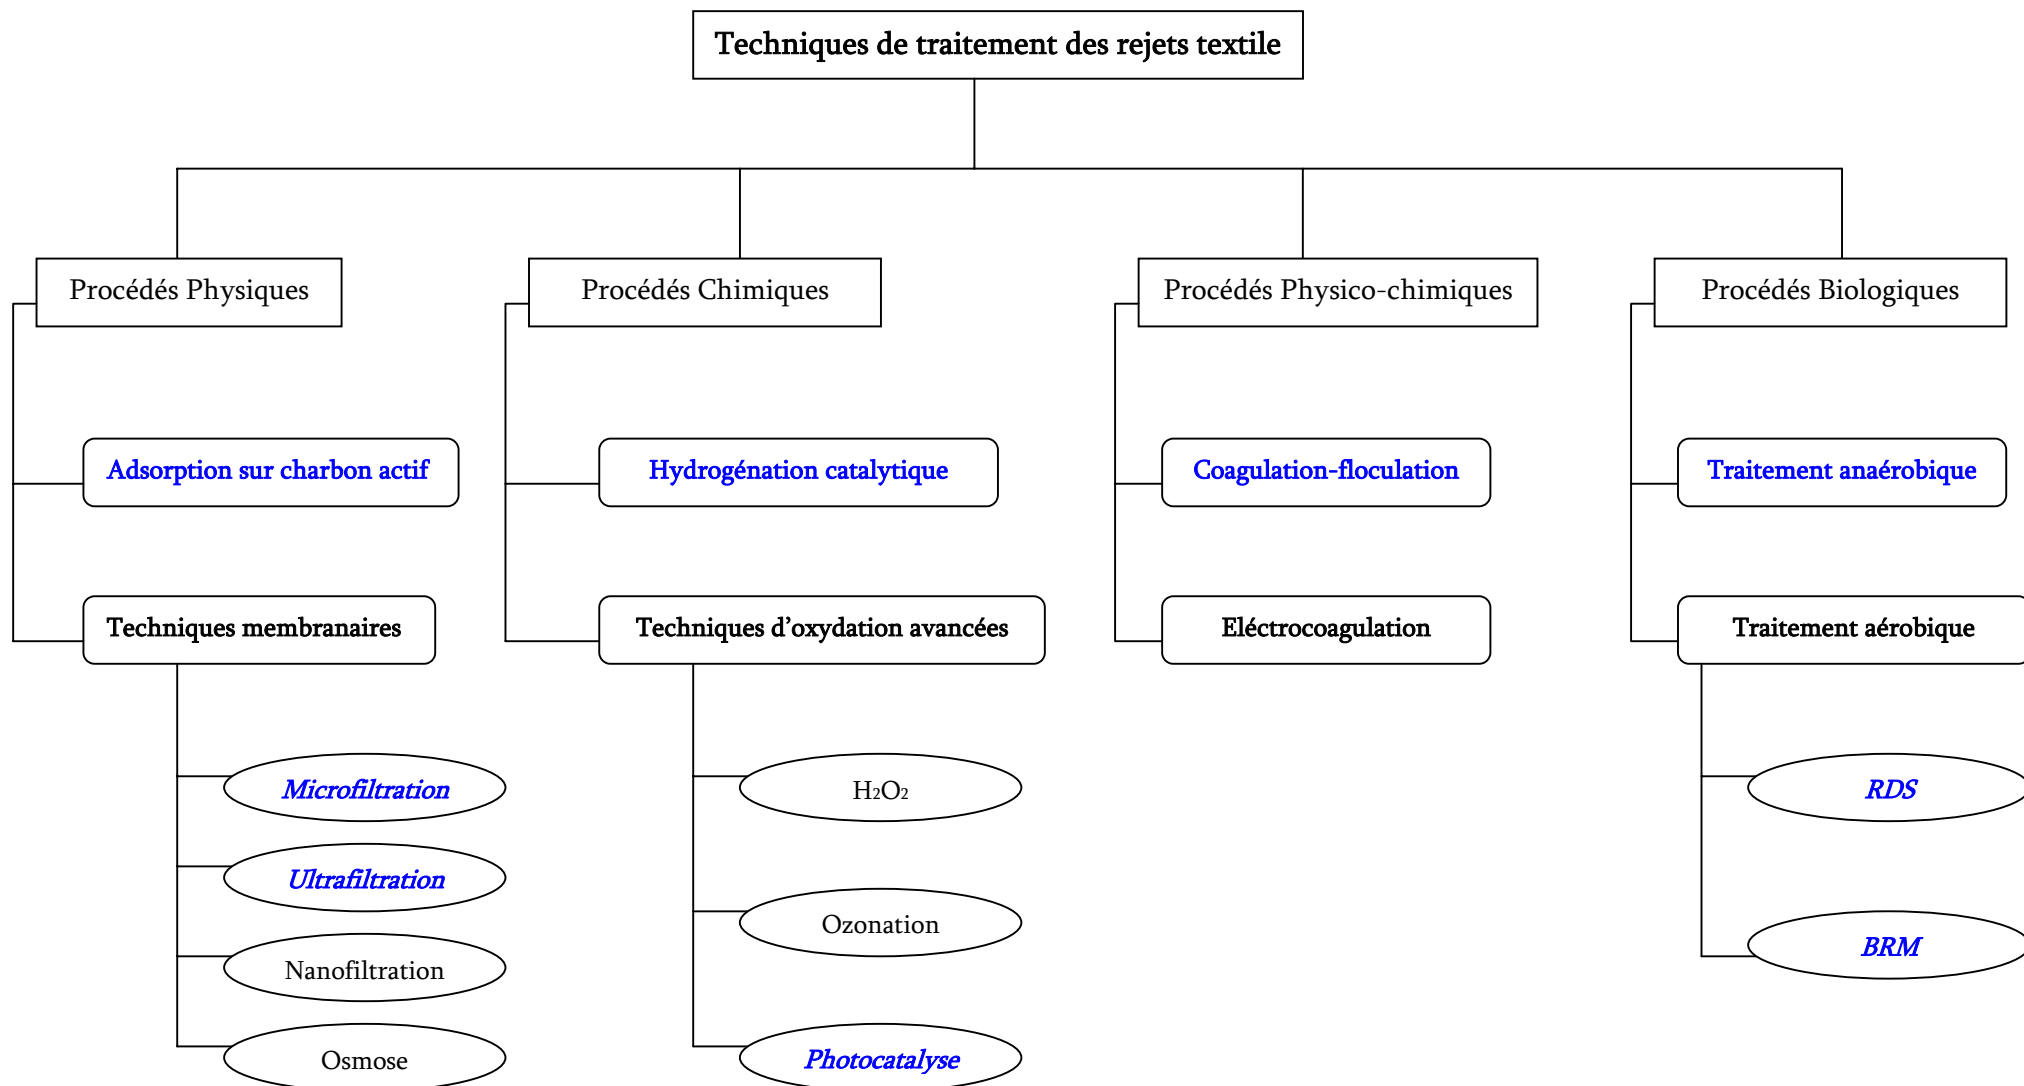 Techniques de traitement des rejets textile
Procédés Physiques
Procédés Chimiques
Procédés Physico-chimiques
Procédés Biologiques
Adsorption sur charbon actif
Hydrogénation catalytique
Coagulation-floculation
Traitement anaérobique
Techniques membranaires
Techniques d'oxydation avancées
Eléctrocoagulation
Traitement aérobique
Microfiltration
H₂O₂
RDS
Ultrafiltration
Ozonation
BRM
Nanofiltration
Osmose
Photocatalyse